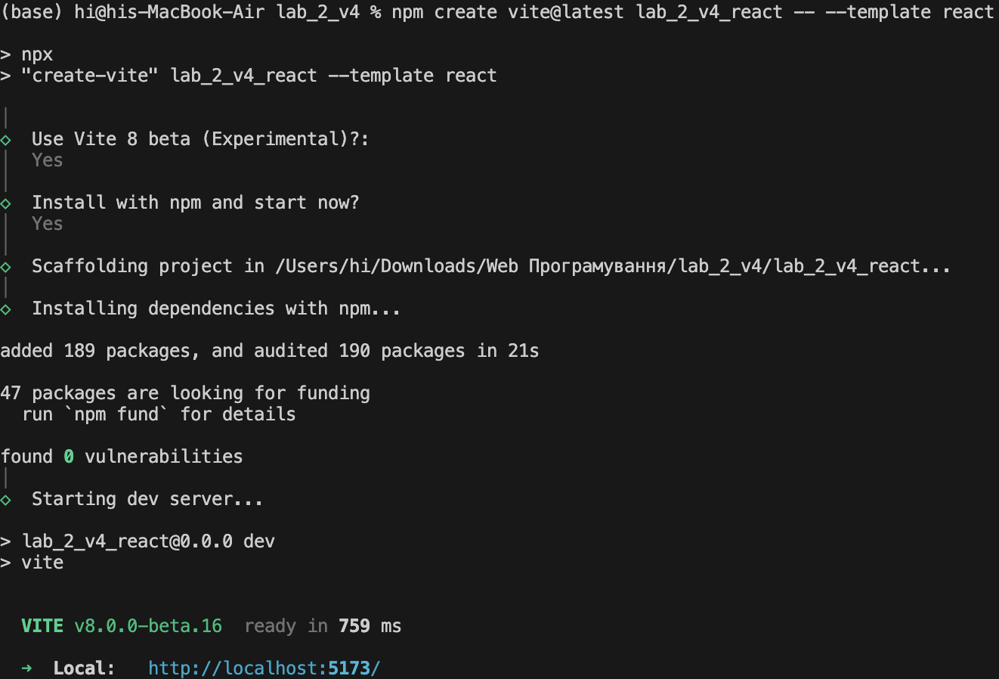 (base) hi@his-MacBook-Air lab_2_v4 % npm create vite@latest lab_2_v4_react -- --template react
> npx
> "create-vite" lab_2_v4_react --template react
│
◇  Use Vite 8 beta (Experimental)?:
│  Yes
│
◇  Install with npm and start now?
│  Yes
│
◇  Scaffolding project in /Users/hi/Downloads/Web Програмування/lab_2_v4/lab_2_v4_react...
│
◇  Installing dependencies with npm...
added 189 packages, and audited 190 packages in 21s
47 packages are looking for funding
  run `npm fund` for details
found 0 vulnerabilities
│
◇  Starting dev server...
> lab_2_v4_react@0.0.0 dev
> vite
  VITE v8.0.0-beta.16  ready in 759 ms
  ➜  Local:   http://localhost:5173/